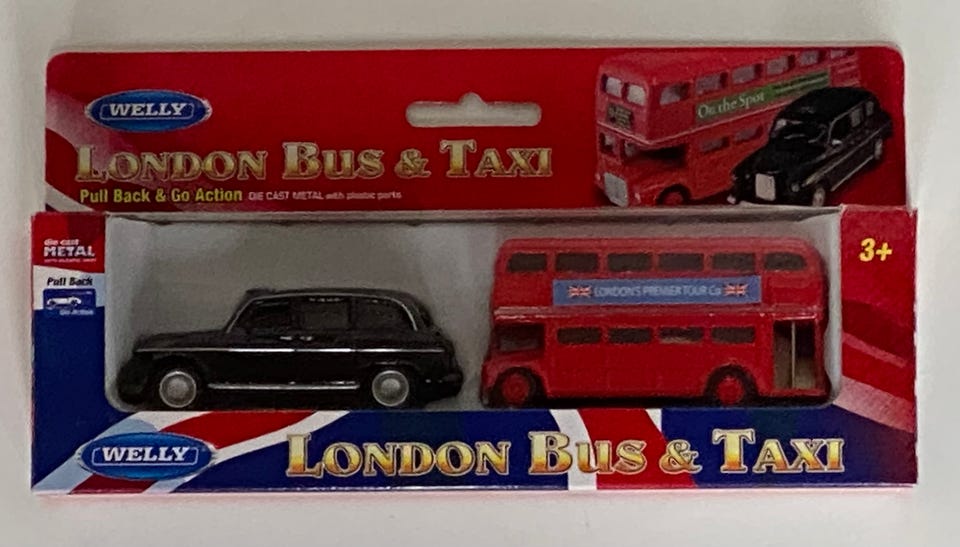 WELLY
On the Spot
LONDON BUS & TAXI
Pull Back & Go Action DIE CAST METAL with plastic parts
die cast
METAL
Pull Back
Go Action
3+
LONDON'S PREMIER TOUR Co
WELLY
LONDON BUS & TAXI